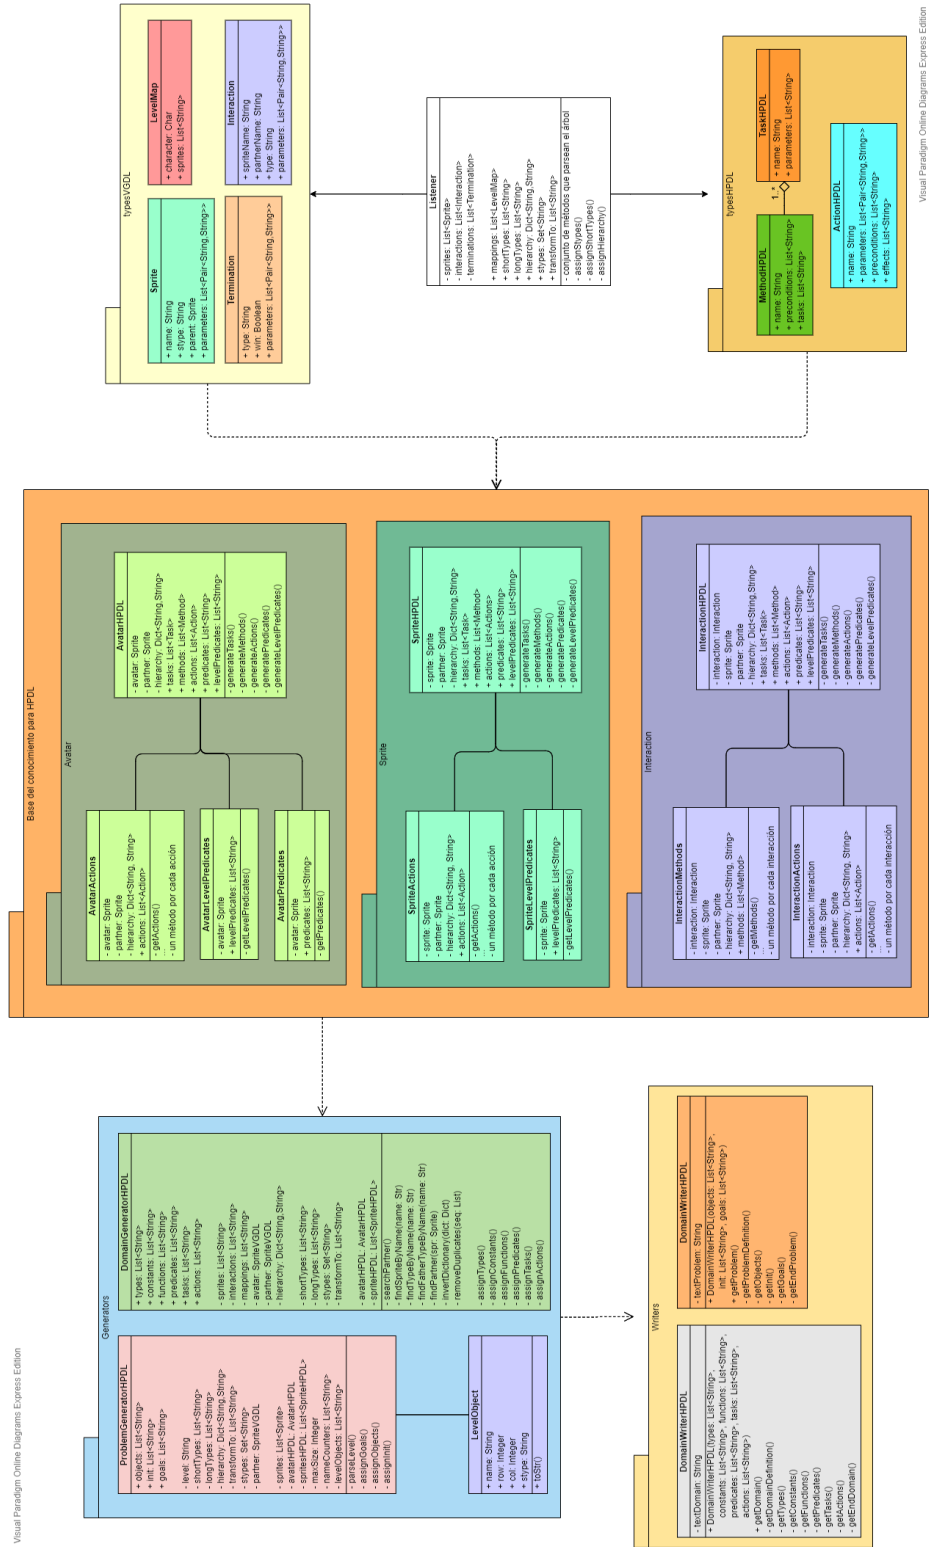 Visual Paradigm Online Diagrams Express Edition
typesVGDL
Sprite
+ name: String
+ stype: String
+ parent: Sprite
+ parameters: List<Pair<String,String>>
LevelMap
+ character: Char
+ sprites: List<String>
Termination
+ type: String
+ win: Boolean
+ parameters: List<Pair<String,String>>
Interaction
+ spriteName: String
+ partnerName: String
+ type: String
+ parameters: List<Pair<String,String>>
Listener
- sprites: List<Sprite>
- interactions: List<Interaction>
- terminations: List<Termination>
+ mappings: List<LevelMap>
+ shortTypes: List<String>
+ longTypes: List<String>
+ hierarchy: Dict<String,String>
+ stypes: Set<String>
+ transformTo: List<String>
- conjunto de métodos que parsean el árbol
- assignStypes()
- assignShortTypes()
- assignHierarchy()
typesHPDL
MethodHPDL
+ name: String
+ preconditions: List<String>
+ tasks: List<String>
1..*
TaskHPDL
+ name: String
+ parameters: List<String>
ActionHPDL
+ name: String
+ parameters: List<Pair<String,String>>
+ preconditions: List<String>
+ effects: List<String>
Base del conocimiento para HPDL
Avatar
AvatarHPDL
- avatar: Sprite
- partner: Sprite
- hierarchy: Dict<String,String>
+ tasks: List<Task>
+ methods: List<Method>
+ actions: List<Action>
+ predicates: List<String>
+ levelPredicates: List<String>
- generateTasks()
- generateMethods()
- generateActions()
- generatePredicates()
- generateLevelPredicates()
AvatarActions
- avatar: Sprite
- partner: Sprite
- hierarchy: Dict<String, String>
+ actions: List<Action>
- getActions()
...
- un método por cada acción
AvatarLevelPredicates
- avatar: Sprite
+ levelPredicates: List<String>
- getLevelPredicates()
AvatarPredicates
- avatar: Sprite
+ predicates: List<String>
- getPredicates()
Sprite
SpriteHPDL
- sprite: Sprite
- partner: Sprite
- hierarchy: Dict<String,String>
+ tasks: List<Task>
+ methods: List<Method>
+ actions: List<Actions>
+ predicates: List<String>
+ levelPredicates: List<String>
- generateTasks()
- generateMethods()
- generateActions()
- generatePredicates()
- generateLevelPredicates()
SpriteActions
- sprite: Sprite
- partner: Sprite
- hierarchy: Dict<String, String>
+ actions: List<Action>
- getActions()
...
- un método por cada acción
SpriteLevelPredicates
- sprite: Sprite
+ levelPredicates: List<String>
- getLevelPredicates()
Interaction
InteractionHPDL
- interaction: Interaction
- sprite: Sprite
- partner: Sprite
- hierarchy: Dict<String,String>
+ tasks: List<Task>
+ methods: List<Method>
+ actions: List<Action>
+ predicates: List<String>
+ levelPredicates: List<String>
- generateTasks()
- generateMethods()
- generateActions()
- generatePredicates()
- generateLevelPredicates()
InteractionMethods
- interaction: Interaction
- sprite: Sprite
- partner: Sprite
- hierarchy: Dict<String, String>
+ methods: List<Method>
- getMethods()
...
- un método por cada interacción
InteractionActions
- interaction: Interaction
- sprite: Sprite
- partner: Sprite
- hierarchy: Dict<String, String>
+ actions: List<Action>
- getActions()
...
- un método por cada interacción
Generators
ProblemGeneratorHPDL
+ objects: List<String>
+ init: List<String>
+ goals: List<String>
- level: String
- shortTypes: List<String>
- longTypes: List<String>
- hierarchy: Dict<String,String>
- transformTo: List<String>
- stypes: Set<String>
- partner: SpriteVGDL
- sprites: List<Sprite>
- avatarHPDL: AvatarHPDL
- spritesHPDL: List<SpriteHPDL>
- maxSize: Integer
- nameCounters: List<String>
- levelObjects: List<String>
- parseLevel()
- assignGoals()
- assignObjects()
- assignInit()
DomainGeneratorHPDL
+ types: List<String>
+ constants: List<String>
+ functions: List<String>
+ predicates: List<String>
+ tasks: List<String>
+ actions: List<String>
- sprites: List<String>
- interactions: List<String>
- mappings: List<String>
- avatar: SpriteVGDL
- partner: SpriteVGDL
- hierarchy: Dict<String,String>
- shortTypes: List<String>
- longTypes: List<String>
- stypes: Set<String>
- transformTo: List<String>
- avatarHPDL: AvatarHPDL
- spriteHPDL: List<SpriteHPDL>
- searchPartner()
- findSpriteByName(name: Str)
- findTypeByName(name: Str)
- findFatherTypeByName(name: Str)
- findPartner(spr: Sprite)
- invertDictionary(dict: Dict)
- removeDuplicates(seq: List)
- assignTypes()
- assignConstants()
- assignFunctions()
- assignPredicates()
- assignTasks()
- assignActions()
LevelObject
+ name: String
+ row: Integer
+ col: Integer
+ stype: String
+ toStr()
Writers
DomainWriterHPDL
- textDomain: String
+ DomainWriterHPDL(types: List<String>,
constants: List<String>, functions: List<String>,
predicates: List<String>, tasks: List<String>,
actions: List<String>)
+ getDomain()
- getDomainDefinition()
- getTypes()
- getConstants()
- getFunctions()
- getPredicates()
- getTasks()
- getActions()
- getEndDomain()
DomainWriterHPDL
- textProblem: String
+ DomainWriterHPDL(objects: List<String>,
init: List<String>, goals: List<String>)
+ getProblem()
- getProblemDefinition()
- getObjects()
- getInit()
- getGoals()
- getEndProblem()
Visual Paradigm Online Diagrams Express Edition